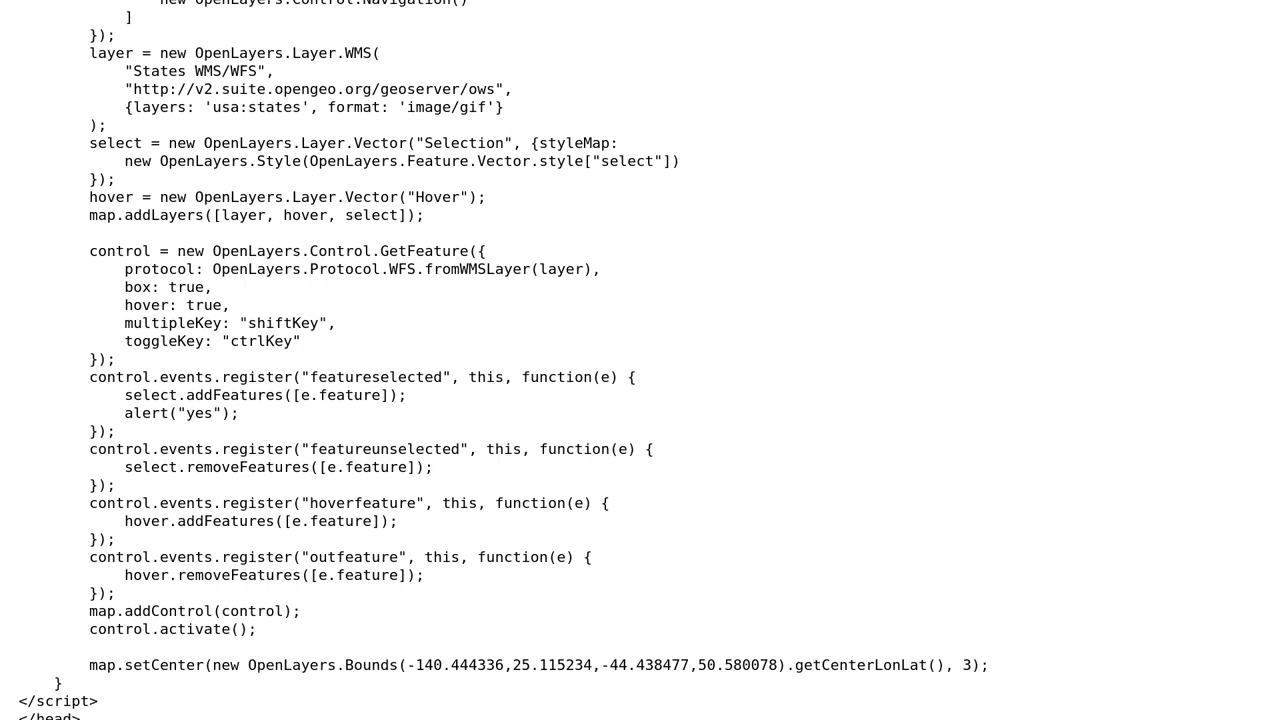 new OpenLayers.Control.Navigation()
]
});
layer = new OpenLayers.Layer.WMS(
"States WMS/WFS",
"http://v2.suite.opengeo.org/geoserver/ows",
{layers: 'usa:states', format: 'image/gif'}
);
select = new OpenLayers.Layer.Vector("Selection", {styleMap:
new OpenLayers.Style(OpenLayers.Feature.Vector.style["select"])
});
hover = new OpenLayers.Layer.Vector("Hover");
map.addLayers([layer, hover, select]);

control = new OpenLayers.Control.GetFeature({
protocol: OpenLayers.Protocol.WFS.fromWMSLayer(layer),
box: true,
hover: true,
multipleKey: "shiftKey",
toggleKey: "ctrlKey"
});
control.events.register("featureselected", this, function(e) {
select.addFeatures([e.feature]);
alert("yes");
});
control.events.register("featureunselected", this, function(e) {
select.removeFeatures([e.feature]);
});
control.events.register("hoverfeature", this, function(e) {
hover.addFeatures([e.feature]);
});
control.events.register("outfeature", this, function(e) {
hover.removeFeatures([e.feature]);
});
map.addControl(control);
control.activate();

map.setCenter(new OpenLayers.Bounds(-140.444336,25.115234,-44.438477,50.580078).getCenterLonLat(), 3);
}
</script>
</head>